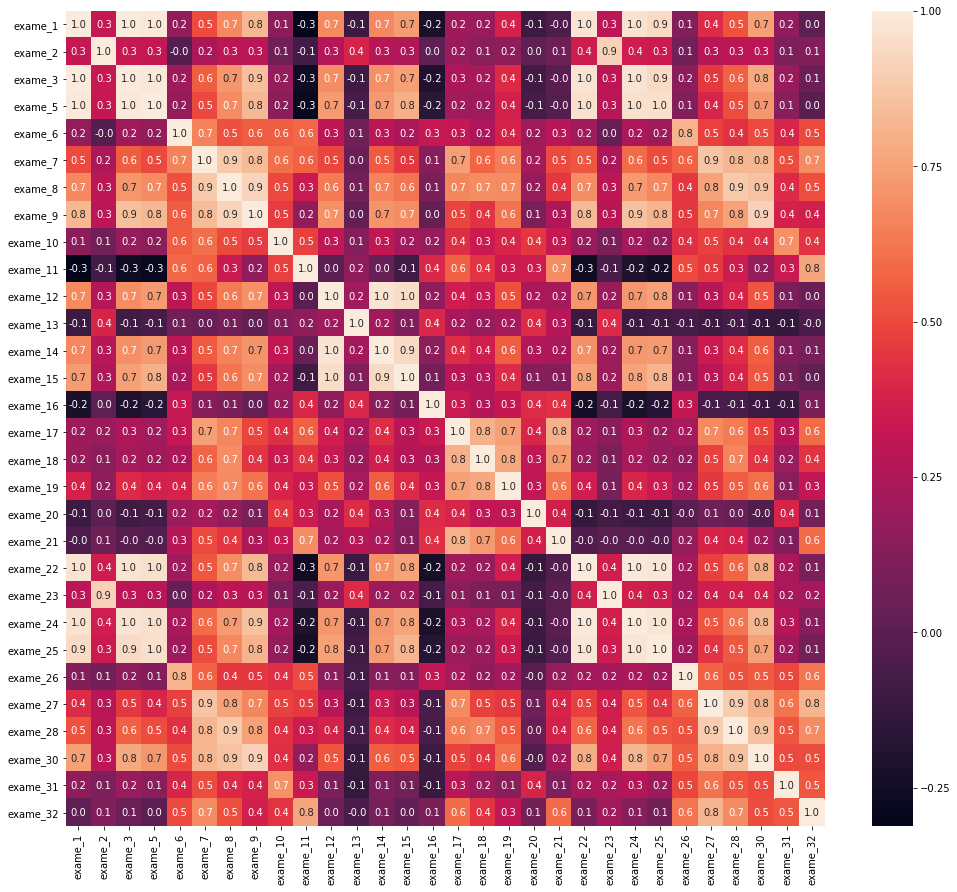 exame_1 1.0 0.3 1.0 1.0 0.2 0.5 0.7 0.8 0.1 -0.3 0.7 -0.1 0.7 0.7 -0.2 0.2 0.2 0.4 -0.1 -0.0 1.0 0.3 1.0 0.9 0.1 0.4 0.5 0.7 0.2 0.0
exame_2 0.3 1.0 0.3 0.3 -0.0 0.2 0.3 0.3 0.1 -0.1 0.3 0.4 0.3 0.3 0.0 0.2 0.1 0.2 0.0 0.1 0.4 0.9 0.4 0.3 0.1 0.3 0.3 0.3 0.1 0.1
exame_3 1.0 0.3 1.0 1.0 0.2 0.6 0.7 0.9 0.2 -0.3 0.7 -0.1 0.7 0.7 -0.2 0.3 0.2 0.4 -0.1 -0.0 1.0 0.3 1.0 0.9 0.2 0.5 0.6 0.8 0.2 0.1
exame_5 1.0 0.3 1.0 1.0 0.2 0.5 0.7 0.8 0.2 -0.3 0.7 -0.1 0.7 0.8 -0.2 0.2 0.2 0.4 -0.1 -0.0 1.0 0.3 1.0 1.0 0.1 0.4 0.5 0.7 0.1 0.0
exame_6 0.2 -0.0 0.2 0.2 1.0 0.7 0.5 0.6 0.6 0.6 0.3 0.1 0.3 0.2 0.3 0.3 0.2 0.4 0.2 0.3 0.2 0.0 0.2 0.2 0.8 0.5 0.4 0.5 0.4 0.5
exame_7 0.5 0.2 0.6 0.5 0.7 1.0 0.9 0.8 0.6 0.6 0.5 0.0 0.5 0.5 0.1 0.7 0.6 0.6 0.2 0.5 0.5 0.2 0.6 0.5 0.6 0.9 0.8 0.8 0.5 0.7
exame_8 0.7 0.3 0.7 0.7 0.5 0.9 1.0 0.9 0.5 0.3 0.6 0.1 0.7 0.6 0.1 0.7 0.7 0.7 0.2 0.4 0.7 0.3 0.7 0.7 0.4 0.8 0.9 0.9 0.4 0.5
exame_9 0.8 0.3 0.9 0.8 0.6 0.8 0.9 1.0 0.5 0.2 0.7 0.0 0.7 0.7 0.0 0.5 0.4 0.6 0.1 0.3 0.8 0.3 0.9 0.8 0.5 0.7 0.8 0.9 0.4 0.4
exame_10 0.1 0.1 0.2 0.2 0.6 0.6 0.5 0.5 1.0 0.5 0.3 0.1 0.3 0.2 0.2 0.4 0.3 0.4 0.4 0.3 0.2 0.1 0.2 0.2 0.4 0.5 0.4 0.4 0.7 0.4
exame_11 -0.3 -0.1 -0.3 -0.3 0.6 0.6 0.3 0.2 0.5 1.0 0.0 0.2 0.0 -0.1 0.4 0.6 0.4 0.3 0.3 0.7 -0.3 -0.1 -0.2 -0.2 0.5 0.5 0.3 0.2 0.3 0.8
exame_12 0.7 0.3 0.7 0.7 0.3 0.5 0.6 0.7 0.3 0.0 1.0 0.2 1.0 1.0 0.2 0.4 0.3 0.5 0.2 0.2 0.7 0.2 0.7 0.8 0.1 0.3 0.4 0.5 0.1 0.0
exame_13 -0.1 0.4 -0.1 -0.1 0.1 0.0 0.1 0.0 0.1 0.2 0.2 1.0 0.2 0.1 0.4 0.2 0.2 0.2 0.4 0.3 -0.1 0.4 -0.1 -0.1 -0.1 -0.1 -0.1 -0.1 -0.1 -0.0
exame_14 0.7 0.3 0.7 0.7 0.3 0.5 0.7 0.7 0.3 0.0 1.0 0.2 1.0 0.9 0.2 0.4 0.4 0.6 0.3 0.2 0.7 0.2 0.7 0.7 0.1 0.3 0.4 0.6 0.1 0.1
exame_15 0.7 0.3 0.7 0.8 0.2 0.5 0.6 0.7 0.2 -0.1 1.0 0.1 0.9 1.0 0.1 0.3 0.3 0.4 0.1 0.1 0.8 0.2 0.8 0.8 0.1 0.3 0.4 0.5 0.1 0.0
exame_16 -0.2 0.0 -0.2 -0.2 0.3 0.1 0.1 0.0 0.2 0.4 0.2 0.4 0.2 0.1 1.0 0.3 0.3 0.3 0.4 0.4 -0.2 -0.1 -0.2 -0.2 0.3 -0.1 -0.1 -0.1 -0.1 0.1
exame_17 0.2 0.2 0.3 0.2 0.3 0.7 0.7 0.5 0.4 0.6 0.4 0.2 0.4 0.3 0.3 1.0 0.8 0.7 0.4 0.8 0.2 0.1 0.3 0.2 0.2 0.7 0.6 0.5 0.3 0.6
exame_18 0.2 0.1 0.2 0.2 0.2 0.6 0.7 0.4 0.3 0.4 0.3 0.2 0.4 0.3 0.3 0.8 1.0 0.8 0.3 0.7 0.2 0.1 0.2 0.2 0.2 0.5 0.7 0.4 0.2 0.4
exame_19 0.4 0.2 0.4 0.4 0.4 0.6 0.7 0.6 0.4 0.3 0.5 0.2 0.6 0.4 0.3 0.7 0.8 1.0 0.3 0.6 0.4 0.1 0.4 0.3 0.2 0.5 0.5 0.6 0.1 0.3
exame_20 -0.1 0.0 -0.1 -0.1 0.2 0.2 0.2 0.1 0.4 0.3 0.2 0.4 0.3 0.1 0.4 0.4 0.3 0.3 1.0 0.4 -0.1 -0.1 -0.1 -0.1 -0.0 0.1 0.0 -0.0 0.4 0.1
exame_21 -0.0 0.1 -0.0 -0.0 0.3 0.5 0.4 0.3 0.3 0.7 0.2 0.3 0.2 0.1 0.4 0.8 0.7 0.6 0.4 1.0 -0.0 -0.0 -0.0 -0.0 0.2 0.4 0.4 0.2 0.1 0.6
exame_22 1.0 0.4 1.0 1.0 0.2 0.5 0.7 0.8 0.2 -0.3 0.7 -0.1 0.7 0.8 -0.2 0.2 0.2 0.4 -0.1 -0.0 1.0 0.4 1.0 1.0 0.2 0.5 0.6 0.8 0.2 0.1
exame_23 0.3 0.9 0.3 0.3 0.0 0.2 0.3 0.3 0.1 -0.1 0.2 0.4 0.2 0.2 -0.1 0.1 0.1 0.1 -0.1 -0.0 0.4 1.0 0.4 0.3 0.2 0.4 0.4 0.4 0.2 0.2
exame_24 1.0 0.4 1.0 1.0 0.2 0.6 0.7 0.9 0.2 -0.2 0.7 -0.1 0.7 0.8 -0.2 0.3 0.2 0.4 -0.1 -0.0 1.0 0.4 1.0 1.0 0.2 0.5 0.6 0.8 0.3 0.1
exame_25 0.9 0.3 0.9 1.0 0.2 0.5 0.7 0.8 0.2 -0.2 0.8 -0.1 0.7 0.8 -0.2 0.2 0.2 0.3 -0.1 -0.0 1.0 0.3 1.0 1.0 0.2 0.4 0.5 0.7 0.2 0.1
exame_26 0.1 0.1 0.2 0.1 0.8 0.6 0.4 0.5 0.4 0.5 0.1 -0.1 0.1 0.1 0.3 0.2 0.2 0.2 -0.0 0.2 0.2 0.2 0.2 0.2 1.0 0.6 0.5 0.5 0.5 0.6
exame_27 0.4 0.3 0.5 0.4 0.5 0.9 0.8 0.7 0.5 0.5 0.3 -0.1 0.3 0.3 -0.1 0.7 0.5 0.5 0.1 0.4 0.5 0.4 0.5 0.4 0.6 1.0 0.9 0.8 0.6 0.8
exame_28 0.5 0.3 0.6 0.5 0.4 0.8 0.9 0.8 0.4 0.3 0.4 -0.1 0.4 0.4 -0.1 0.6 0.7 0.5 0.0 0.4 0.6 0.4 0.6 0.5 0.5 0.9 1.0 0.9 0.5 0.7
exame_30 0.7 0.3 0.8 0.7 0.5 0.8 0.9 0.9 0.4 0.2 0.5 -0.1 0.6 0.5 -0.1 0.5 0.4 0.6 -0.0 0.2 0.8 0.4 0.8 0.7 0.5 0.8 0.9 1.0 0.5 0.5
exame_31 0.2 0.1 0.2 0.1 0.4 0.5 0.4 0.4 0.7 0.3 0.1 -0.1 0.1 0.1 -0.1 0.3 0.2 0.1 0.4 0.1 0.2 0.2 0.3 0.2 0.5 0.6 0.5 0.5 1.0 0.5
exame_32 0.0 0.1 0.1 0.0 0.5 0.7 0.5 0.4 0.4 0.8 0.0 -0.0 0.1 0.0 0.1 0.6 0.4 0.3 0.1 0.6 0.1 0.2 0.1 0.1 0.6 0.8 0.7 0.5 0.5 1.0
exame_1 exame_2 exame_3 exame_5 exame_6 exame_7 exame_8 exame_9 exame_10 exame_11 exame_12 exame_13 exame_14 exame_15 exame_16 exame_17 exame_18 exame_19 exame_20 exame_21 exame_22 exame_23 exame_24 exame_25 exame_26 exame_27 exame_28 exame_30 exame_31 exame_32
1.00
0.75
0.50
0.25
0.00
-0.25